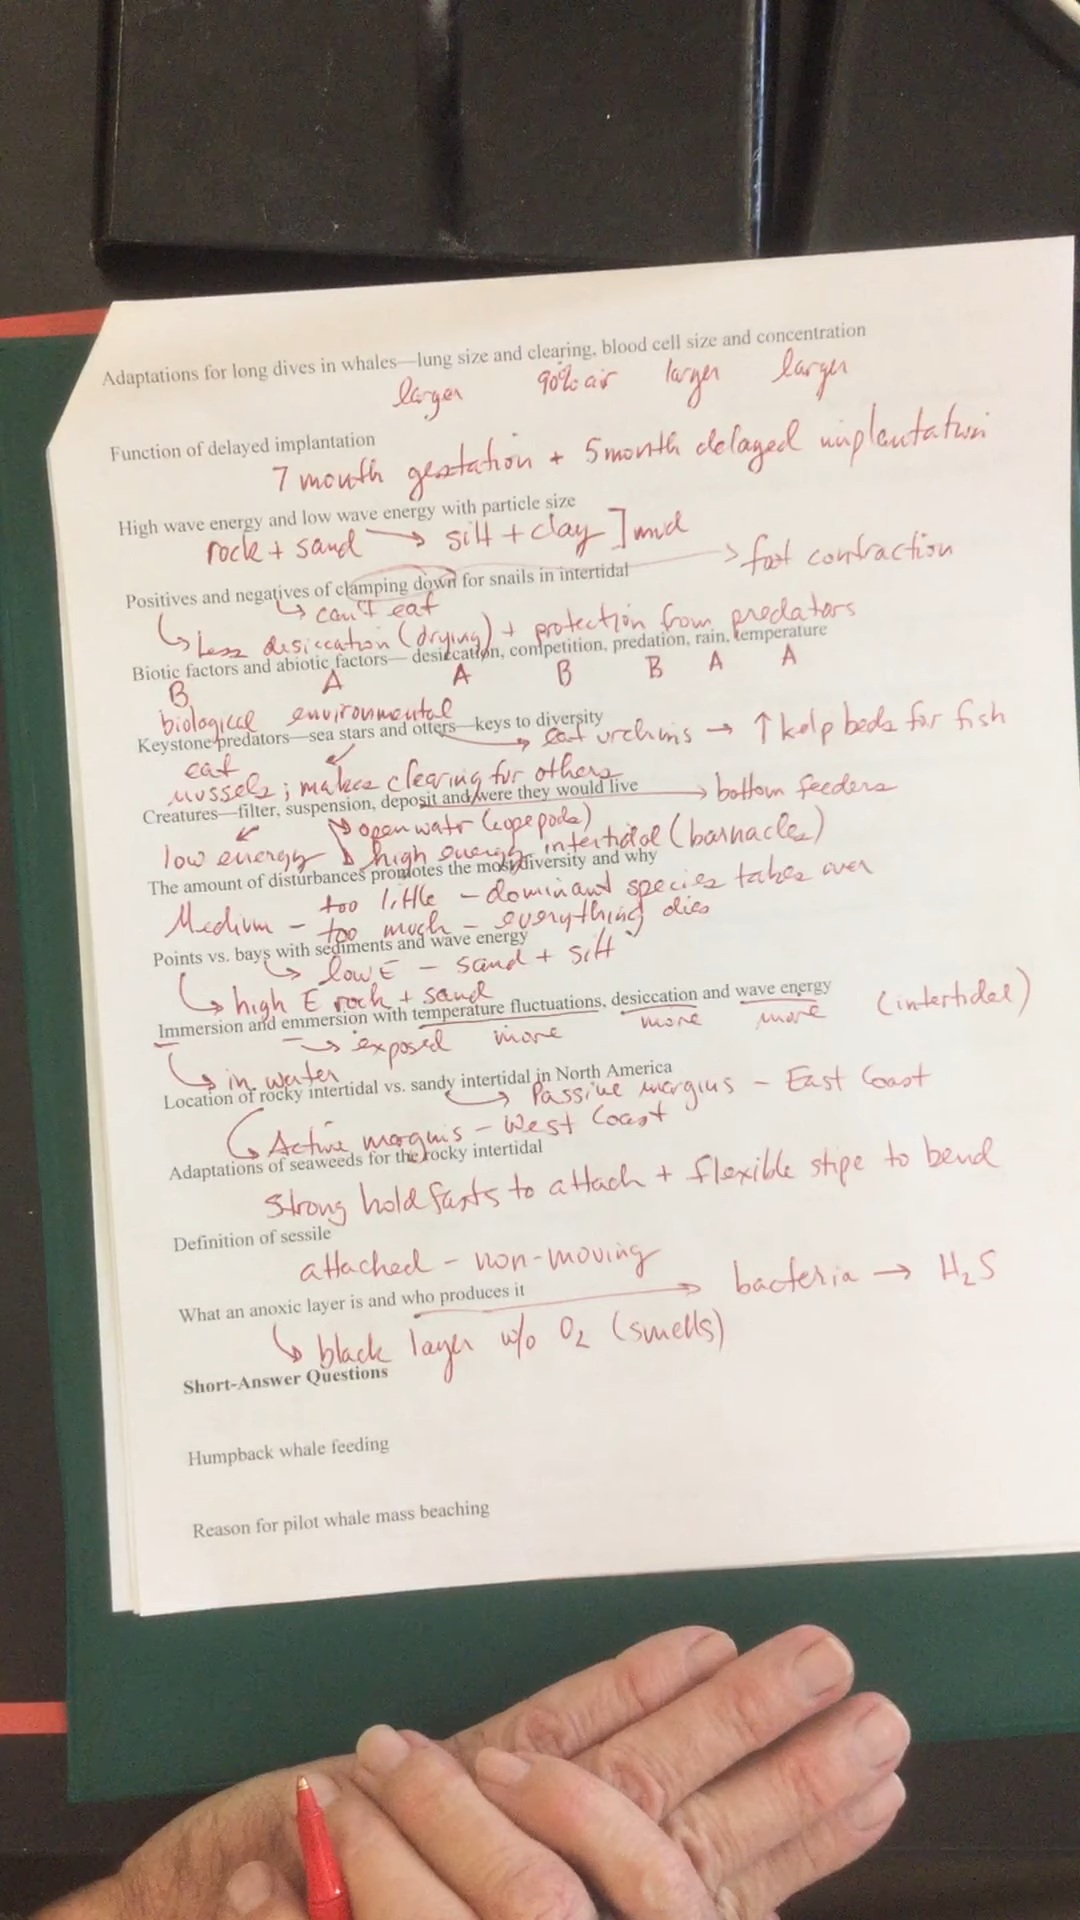 Adaptations for long dives in whales—lung size and clearing, blood cell size and concentration
larger 90% air larger larger
Function of delayed implantation
7 month gestation + 5 month delayed implantation
High wave energy and low wave energy with particle size
rock + sand → silt + clay ] mud
Positives and negatives of clamping down for snails in intertidal → foot contraction
↳ can't eat
↳ Less desiccation (drying) + protection from predators
Biotic factors and abiotic factors— desiccation, competition, predation, rain, temperature
B A A B B A A
biological environmental
Keystone predators—sea stars and otters—keys to diversity
→ eat urchins → ↑ kelp beds for fish
eat
mussels; makes clearing for others
Creatures—filter, suspension, deposit and were they would live → bottom feeders
open water (copepods)
low energy high energy intertidal (barnacles)
The amount of disturbances promotes the most diversity and why
too little - dominant species takes over
Medium - too much - everything dies
Points vs. bays with sediments and wave energy
↳ low E - sand + silt
↳ high E rock + sand
Immersion and emmersion with temperature fluctuations, desiccation and wave energy (intertidal)
→ exposed more more more
↳ in water
Location of rocky intertidal vs. sandy intertidal in North America
→ Passive margins - East Coast
Active margins - West Coast
Adaptations of seaweeds for the rocky intertidal
Strong holdfasts to attach + flexible stipe to bend
Definition of sessile
attached - non-moving
What an anoxic layer is and who produces it → bacteria → H₂S
↳ black layer w/o O₂ (smells)
Short-Answer Questions
Humpback whale feeding
Reason for pilot whale mass beaching